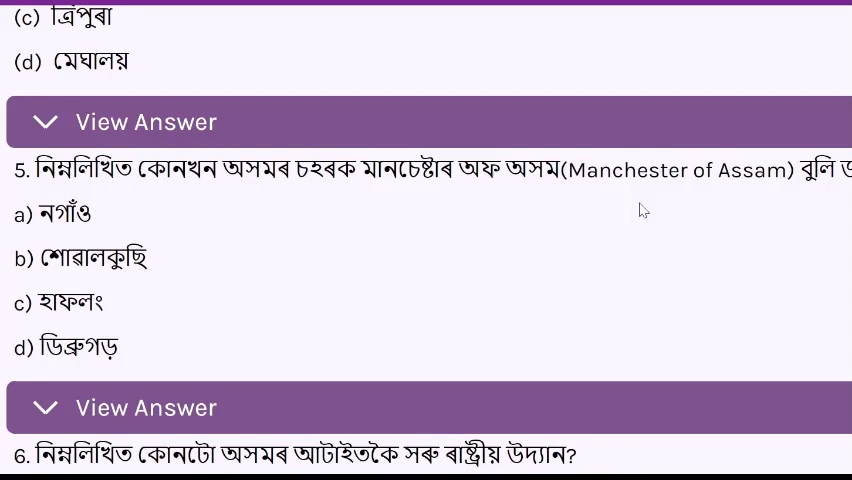 (c) ত্ৰিপুৰা
(d) মেঘালয়
View Answer
5. নিম্নলিখিত কোনখন অসমৰ চহৰক মানচেষ্টাৰ অফ অসম(Manchester of Assam) বুলি
a) নগাঁও
b) শোৱালকুছি
c) হাফলং
d) ডিব্ৰুগড়
View Answer
6. নিম্নলিখিত কোনটো অসমৰ আটাইতকৈ সৰু ৰাষ্ট্ৰীয় উদ্যান?